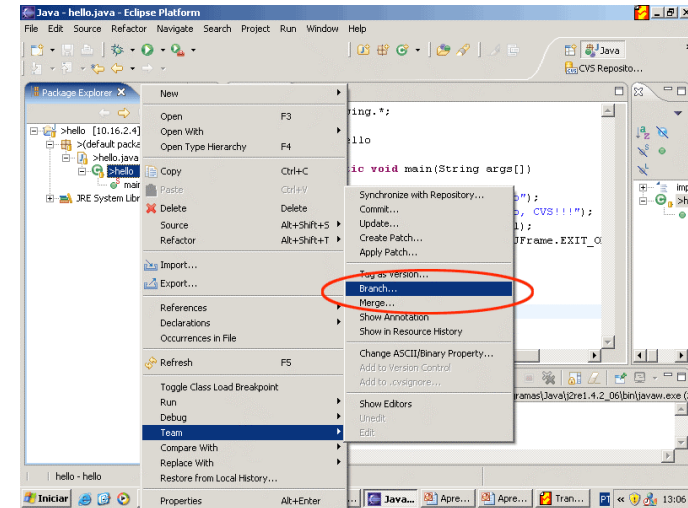 Java - hello.java - Eclipse Platform
File Edit Source Refactor Navigate Search Project Run Window Help
Java
CVS Reposito...
Package Explorer
>hello [10.16.2.4]
>(default packa
>hello.java
>hello
main
JRE System Libr
New
Open F3
Open With
Open Type Hierarchy F4
Copy Ctrl+C
Paste Ctrl+V
Delete Delete
Source Alt+Shift+S
Refactor Alt+Shift+T
Import...
Export...
References
Declarations
Occurrences in File
Refresh F5
Toggle Class Load Breakpoint
Run
Debug
Team
Compare With
Replace With
Restore from Local History...
Properties Alt+Enter
Synchronize with Repository...
Commit...
Update...
Create Patch...
Apply Patch...
Tag as Version...
Branch...
Merge...
Show Annotation
Show in Resource History
Change ASCII/Binary Property...
Add to Version Control
Add to .cvsignore...
Show Editors
Unedit
Edit
ing.*;
llo
ic void main(String args[])
");
o, CVS!!!");
);
JFrame.EXIT_O
imp
>h
ramas\Java\j2re1.4.2_06\bin\javaw.exe (
hello - hello
Iniciar
...
Java...
Apre...
Apre...
Tran...
PT
«
13:06